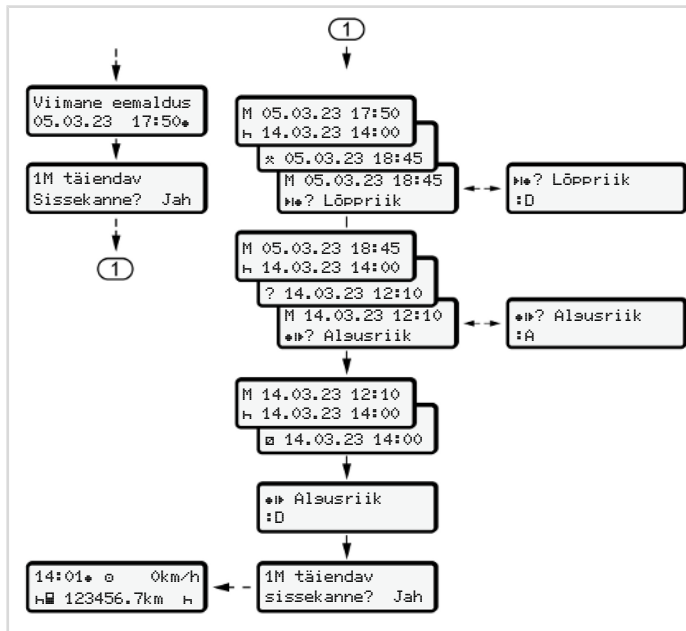 1
Viimane eemaldus
05.03.23 17:50
1M täiendav
Sissekanne? Jah
1
M 05.03.23 17:50
14.03.23 14:00
05.03.23 18:45
M 05.03.23 18:45
? Lõppriik
? Lõppriik
:D
M 05.03.23 18:45
14.03.23 14:00
? 14.03.23 12:10
M 14.03.23 12:10
? Algusriik
? Algusriik
:A
M 14.03.23 12:10
14.03.23 14:00
14.03.23 14:00
Algusriik
:D
1M täiendav
sissekanne? Jah
14:01 0km/h
123456.7km